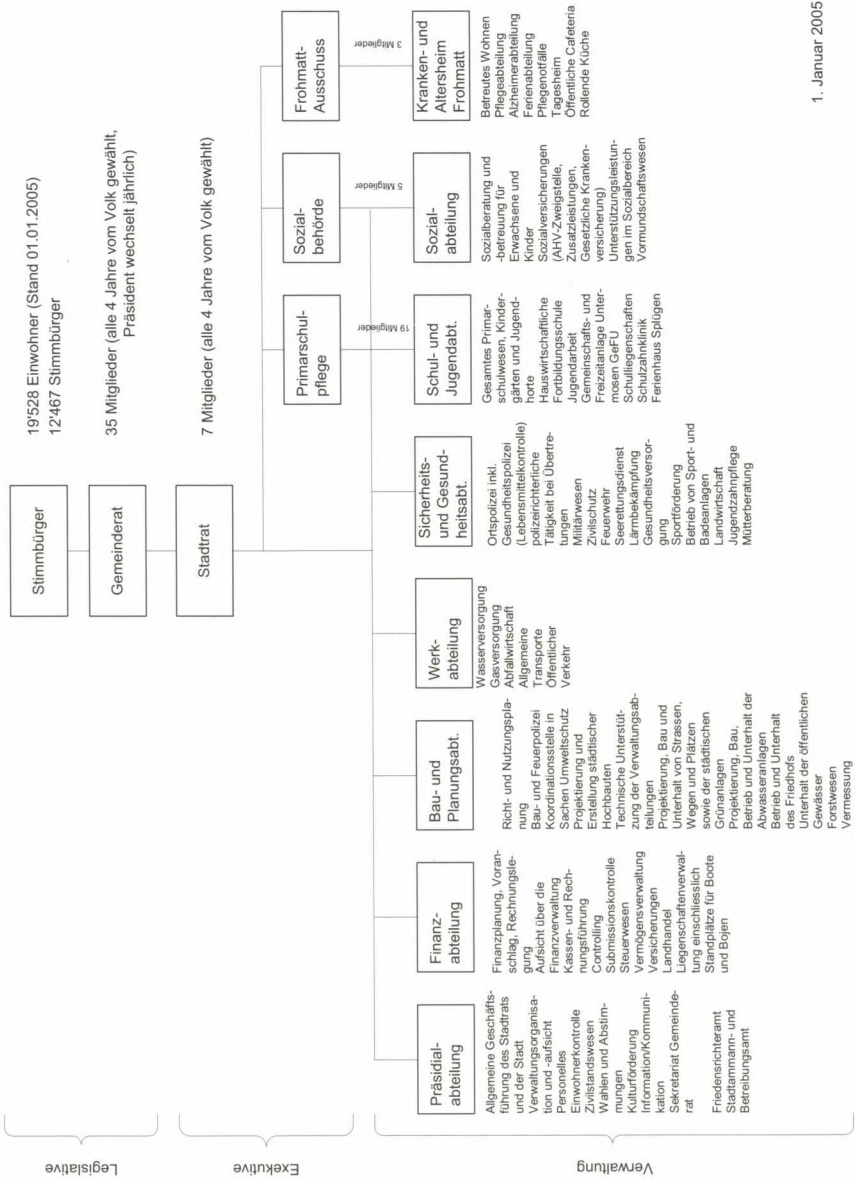 Legislative
Exekutive
Verwaltung
Stimmbürger
19'528 Einwohner (Stand 01.01.2005)
12'467 Stimmbürger
Gemeinderat
35 Mitglieder (alle 4 Jahre vom Volk gewählt,
Präsident wechselt jährlich)
Stadtrat
7 Mitglieder (alle 4 Jahre vom Volk gewählt)
Primarschul-
pflege
Sozial-
behörde
Frohmatt-
Ausschuss
19 Mitglieder
5 Mitglieder
3 Mitglieder
Präsidial-
abteilung
Allgemeine Geschäfts-
führung des Stadtrats
und der Stadt
Verwaltungsorganisa-
tion und -aufsicht
Personelles
Einwohnerkontrolle
Zivilstandswesen
Wahlen und Abstim-
mungen
Kulturförderung
Information/Kommuni-
kation
Sekretariat Gemeinde-
rat
Friedensrichteramt
Stadtammann- und
Betreibungsamt
Finanz-
abteilung
Finanzplanung, Voran-
schlag, Rechnungsle-
gung
Aufsicht über die
Finanzverwaltung
Kassen- und Rech-
nungsführung
Controlling
Submissionskontrolle
Steuerwesen
Vermögensverwaltung
Versicherungen
Landhandel
Liegenschaftenverwal-
tung einschliesslich
Standplätze für Boote
und Bojen
Bau- und
Planungsabt.
Richt- und Nutzungspla-
nung
Bau- und Feuerpolizei
Koordinationsstelle in
Sachen Umweltschutz
Projektierung und
Erstellung städtischer
Hochbauten
Technische Unterstüt-
zung der Verwaltungsab-
teilungen
Projektierung, Bau und
Unterhalt von Strassen,
Wegen und Plätzen
sowie der städtischen
Grünanlagen
Projektierung, Bau,
Betrieb und Unterhalt der
Abwasseranlagen
Betrieb und Unterhalt
des Friedhofs
Unterhalt der öffentlichen
Gewässer
Forstwesen
Vermessung
Werk-
abteilung
Wasserversorgung
Gasversorgung
Abfallwirtschaft
Allgemeine
Transporte
Öffentlicher
Verkehr
Sicherheits-
und Gesund-
heitsabt.
Ortspolizei inkl.
Gesundheitspolizei
(Lebensmittelkontrolle)
polizeirichterliche
Tätigkeit bei Übertre-
tungen
Militärwesen
Zivilschutz
Feuerwehr
Seerettungsdienst
Lärmbekämpfung
Gesundheitsversor-
gung
Sportförderung
Betrieb von Sport- und
Badeanlagen
Landwirtschaft
Jugendzahnpflege
Mütterberatung
Schul- und
Jugendabt.
Gesamtes Primar-
schulwesen, Kinder-
gärten und Jugend-
horte
Hauswirtschaftliche
Fortbildungsschule
Jugendarbeit
Gemeinschafts- und
Freizeitanlage Unter-
mosen GeFU
Schulliegenschaften
Schulzahnklinik
Ferienhaus Splügen
Sozial-
abteilung
Sozialberatung und
-betreuung für
Erwachsene und
Kinder
Sozialversicherungen
(AHV-Zweigstelle,
Zusatzleistungen,
Gesetzliche Kranken-
versicherung)
Unterstützungsleistun-
gen im Sozialbereich
Vormundschaftswesen
Kranken- und
Altersheim
Frohmatt
Betreutes Wohnen
Pflegeabteilung
Alzheimerabteilung
Ferienabteilung
Pflegenotfälle
Tagesheim
Öffentliche Cafeteria
Rollende Küche
1. Januar 2005